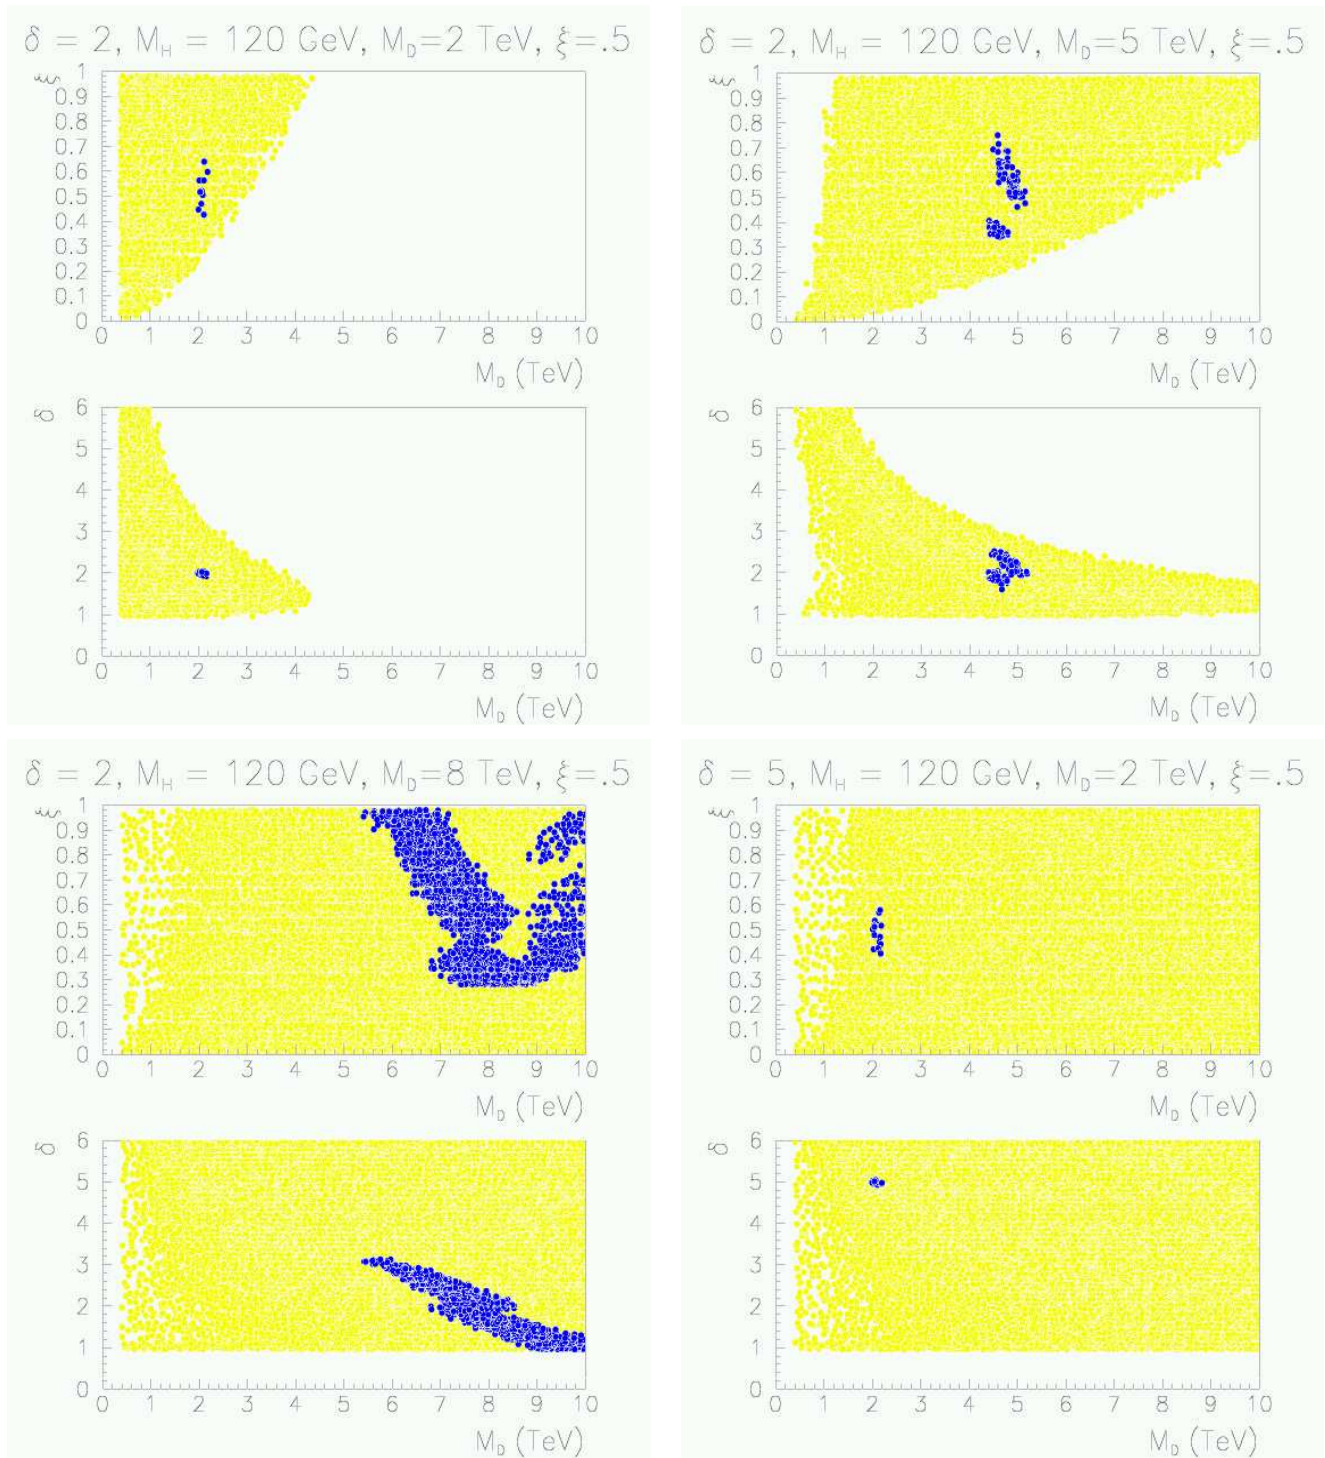 δ = 2, M_H = 120 GeV, M_D=2 TeV, ξ=.5
ξ
1
0.9
0.8
0.7
0.6
0.5
0.4
0.3
0.2
0.1
0
0 1 2 3 4 5 6 7 8 9 10
M_D (TeV)
δ
6
5
4
3
2
1
0
0 1 2 3 4 5 6 7 8 9 10
M_D (TeV)
δ = 2, M_H = 120 GeV, M_D=5 TeV, ξ=.5
ξ
1
0.9
0.8
0.7
0.6
0.5
0.4
0.3
0.2
0.1
0
0 1 2 3 4 5 6 7 8 9 10
M_D (TeV)
δ
6
5
4
3
2
1
0
0 1 2 3 4 5 6 7 8 9 10
M_D (TeV)
δ = 2, M_H = 120 GeV, M_D=8 TeV, ξ=.5
ξ
1
0.9
0.8
0.7
0.6
0.5
0.4
0.3
0.2
0.1
0
0 1 2 3 4 5 6 7 8 9 10
M_D (TeV)
δ
6
5
4
3
2
1
0
0 1 2 3 4 5 6 7 8 9 10
M_D (TeV)
δ = 5, M_H = 120 GeV, M_D=2 TeV, ξ=.5
ξ
1
0.9
0.8
0.7
0.6
0.5
0.4
0.3
0.2
0.1
0
0 1 2 3 4 5 6 7 8 9 10
M_D (TeV)
δ
6
5
4
3
2
1
0
0 1 2 3 4 5 6 7 8 9 10
M_D (TeV)